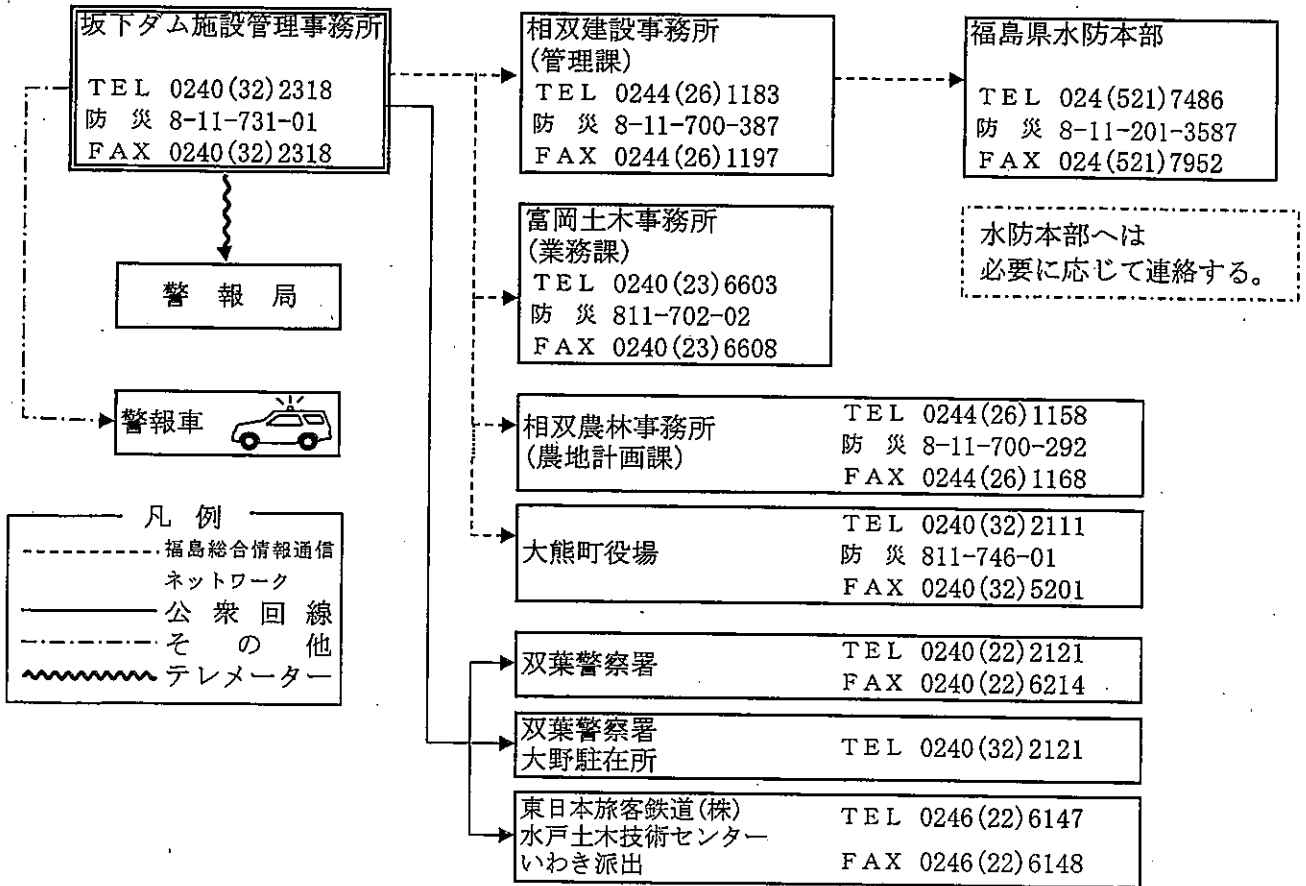 坂下ダム施設管理事務所
TEL 0240(32)2318
防災 8-11-731-01
FAX 0240(32)2318
相双建設事務所
(管理課)
TEL 0244(26)1183
防災 8-11-700-387
FAX 0244(26)1197
福島県水防本部
TEL 024(521)7486
防災 8-11-201-3587
FAX 024(521)7952
水防本部へは
必要に応じて連絡する。
富岡土木事務所
(業務課)
TEL 0240(23)6603
防災 811-702-02
FAX 0240(23)6608
警報局
警報車
相双農林事務所
(農地計画課)
TEL 0244(26)1158
防災 8-11-700-292
FAX 0244(26)1168
大熊町役場
TEL 0240(32)2111
防災 811-746-01
FAX 0240(32)5201
凡例
福島総合情報通信
ネットワーク
公衆回線
その他
テレメーター
双葉警察署
TEL 0240(22)2121
FAX 0240(22)6214
双葉警察署
大野駐在所
TEL 0240(32)2121
東日本旅客鉄道(株)
水戸土木技術センター
いわき派出
TEL 0246(22)6147
FAX 0246(22)6148